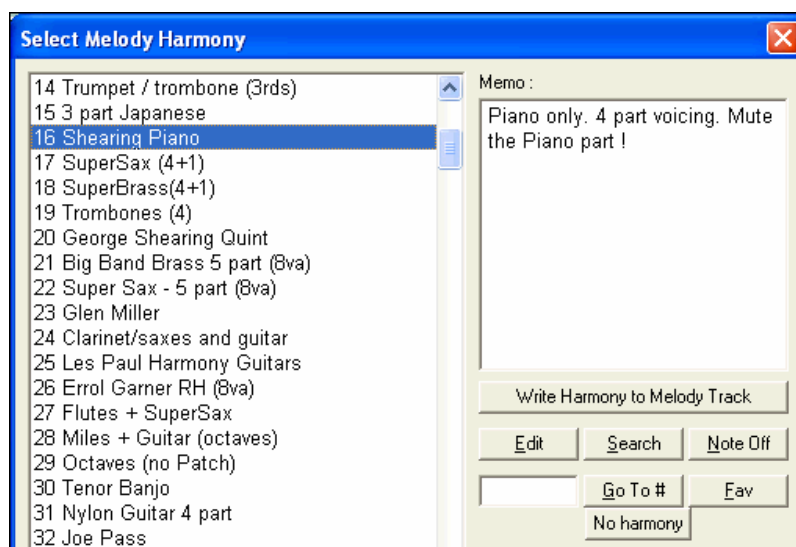 Select Melody Harmony
14 Trumpet / trombone (3rds)
15 3 part Japanese
16 Shearing Piano
17 SuperSax (4+1)
18 SuperBrass(4+1)
19 Trombones (4)
20 George Shearing Quint
21 Big Band Brass 5 part (8va)
22 Super Sax - 5 part (8va)
23 Glen Miller
24 Clarinet/saxes and guitar
25 Les Paul Harmony Guitars
26 Errol Garner RH (8va)
27 Flutes + SuperSax
28 Miles + Guitar (octaves)
29 Octaves (no Patch)
30 Tenor Banjo
31 Nylon Guitar 4 part
32 Joe Pass
Memo :
Piano only. 4 part voicing. Mute
the Piano part !
Write Harmony to Melody Track
Edit
Search
Note Off
Go To #
Fav
No harmony